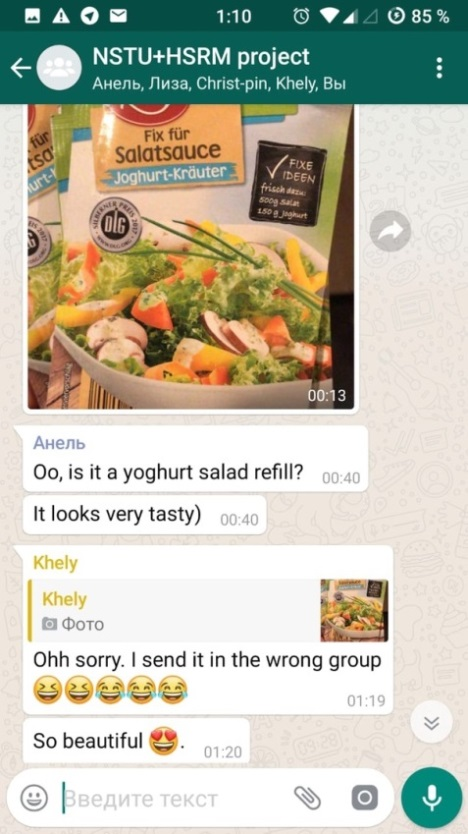 1:10
85 %
NSTU+HSRM project
Анель, Лиза, Christ-pin, Khely, Вы
Fix für
Salatsauce
Joghurt-Kräuter
FIXE
IDEEN
frisch dazu:
500g Salat
150 g Joghurt
DLG
00:13
Анель
Oo, is it a yoghurt salad refill? 00:40
It looks very tasty) 00:40
Khely
Khely
Фото
Ohh sorry. I send it in the wrong group
😆😆😂😂😂 01:19
So beautiful 😍. 01:20
Введите текст